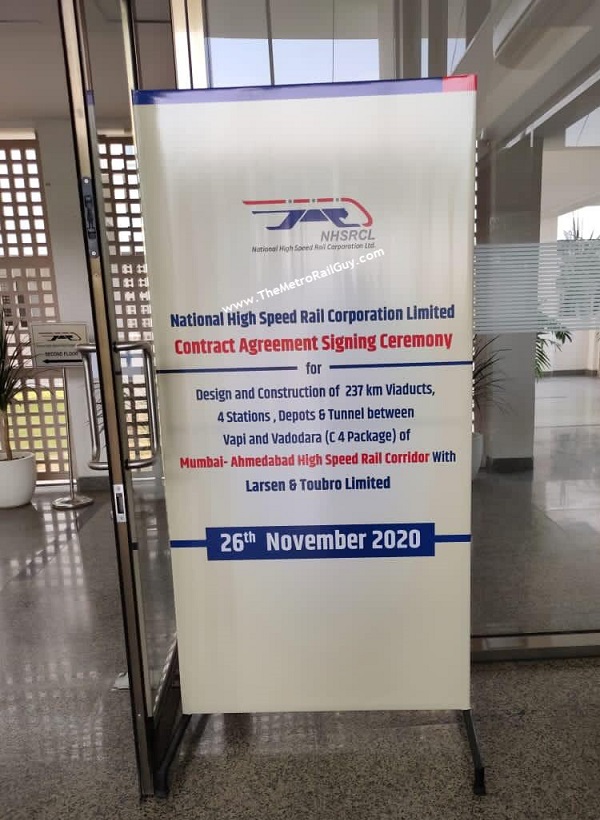 NHSRCL
National High Speed Rail Corporation Ltd.
www.TheMetroRailGuy.com
National High Speed Rail Corporation Limited
Contract Agreement Signing Ceremony
for
Design and Construction of 237 km Viaducts,
4 Stations , Depots & Tunnel between
Vapi and Vadodara (C 4 Package) of
Mumbai- Ahmedabad High Speed Rail Corridor With
Larsen & Toubro Limited
26th November 2020
SECOND FLOOR